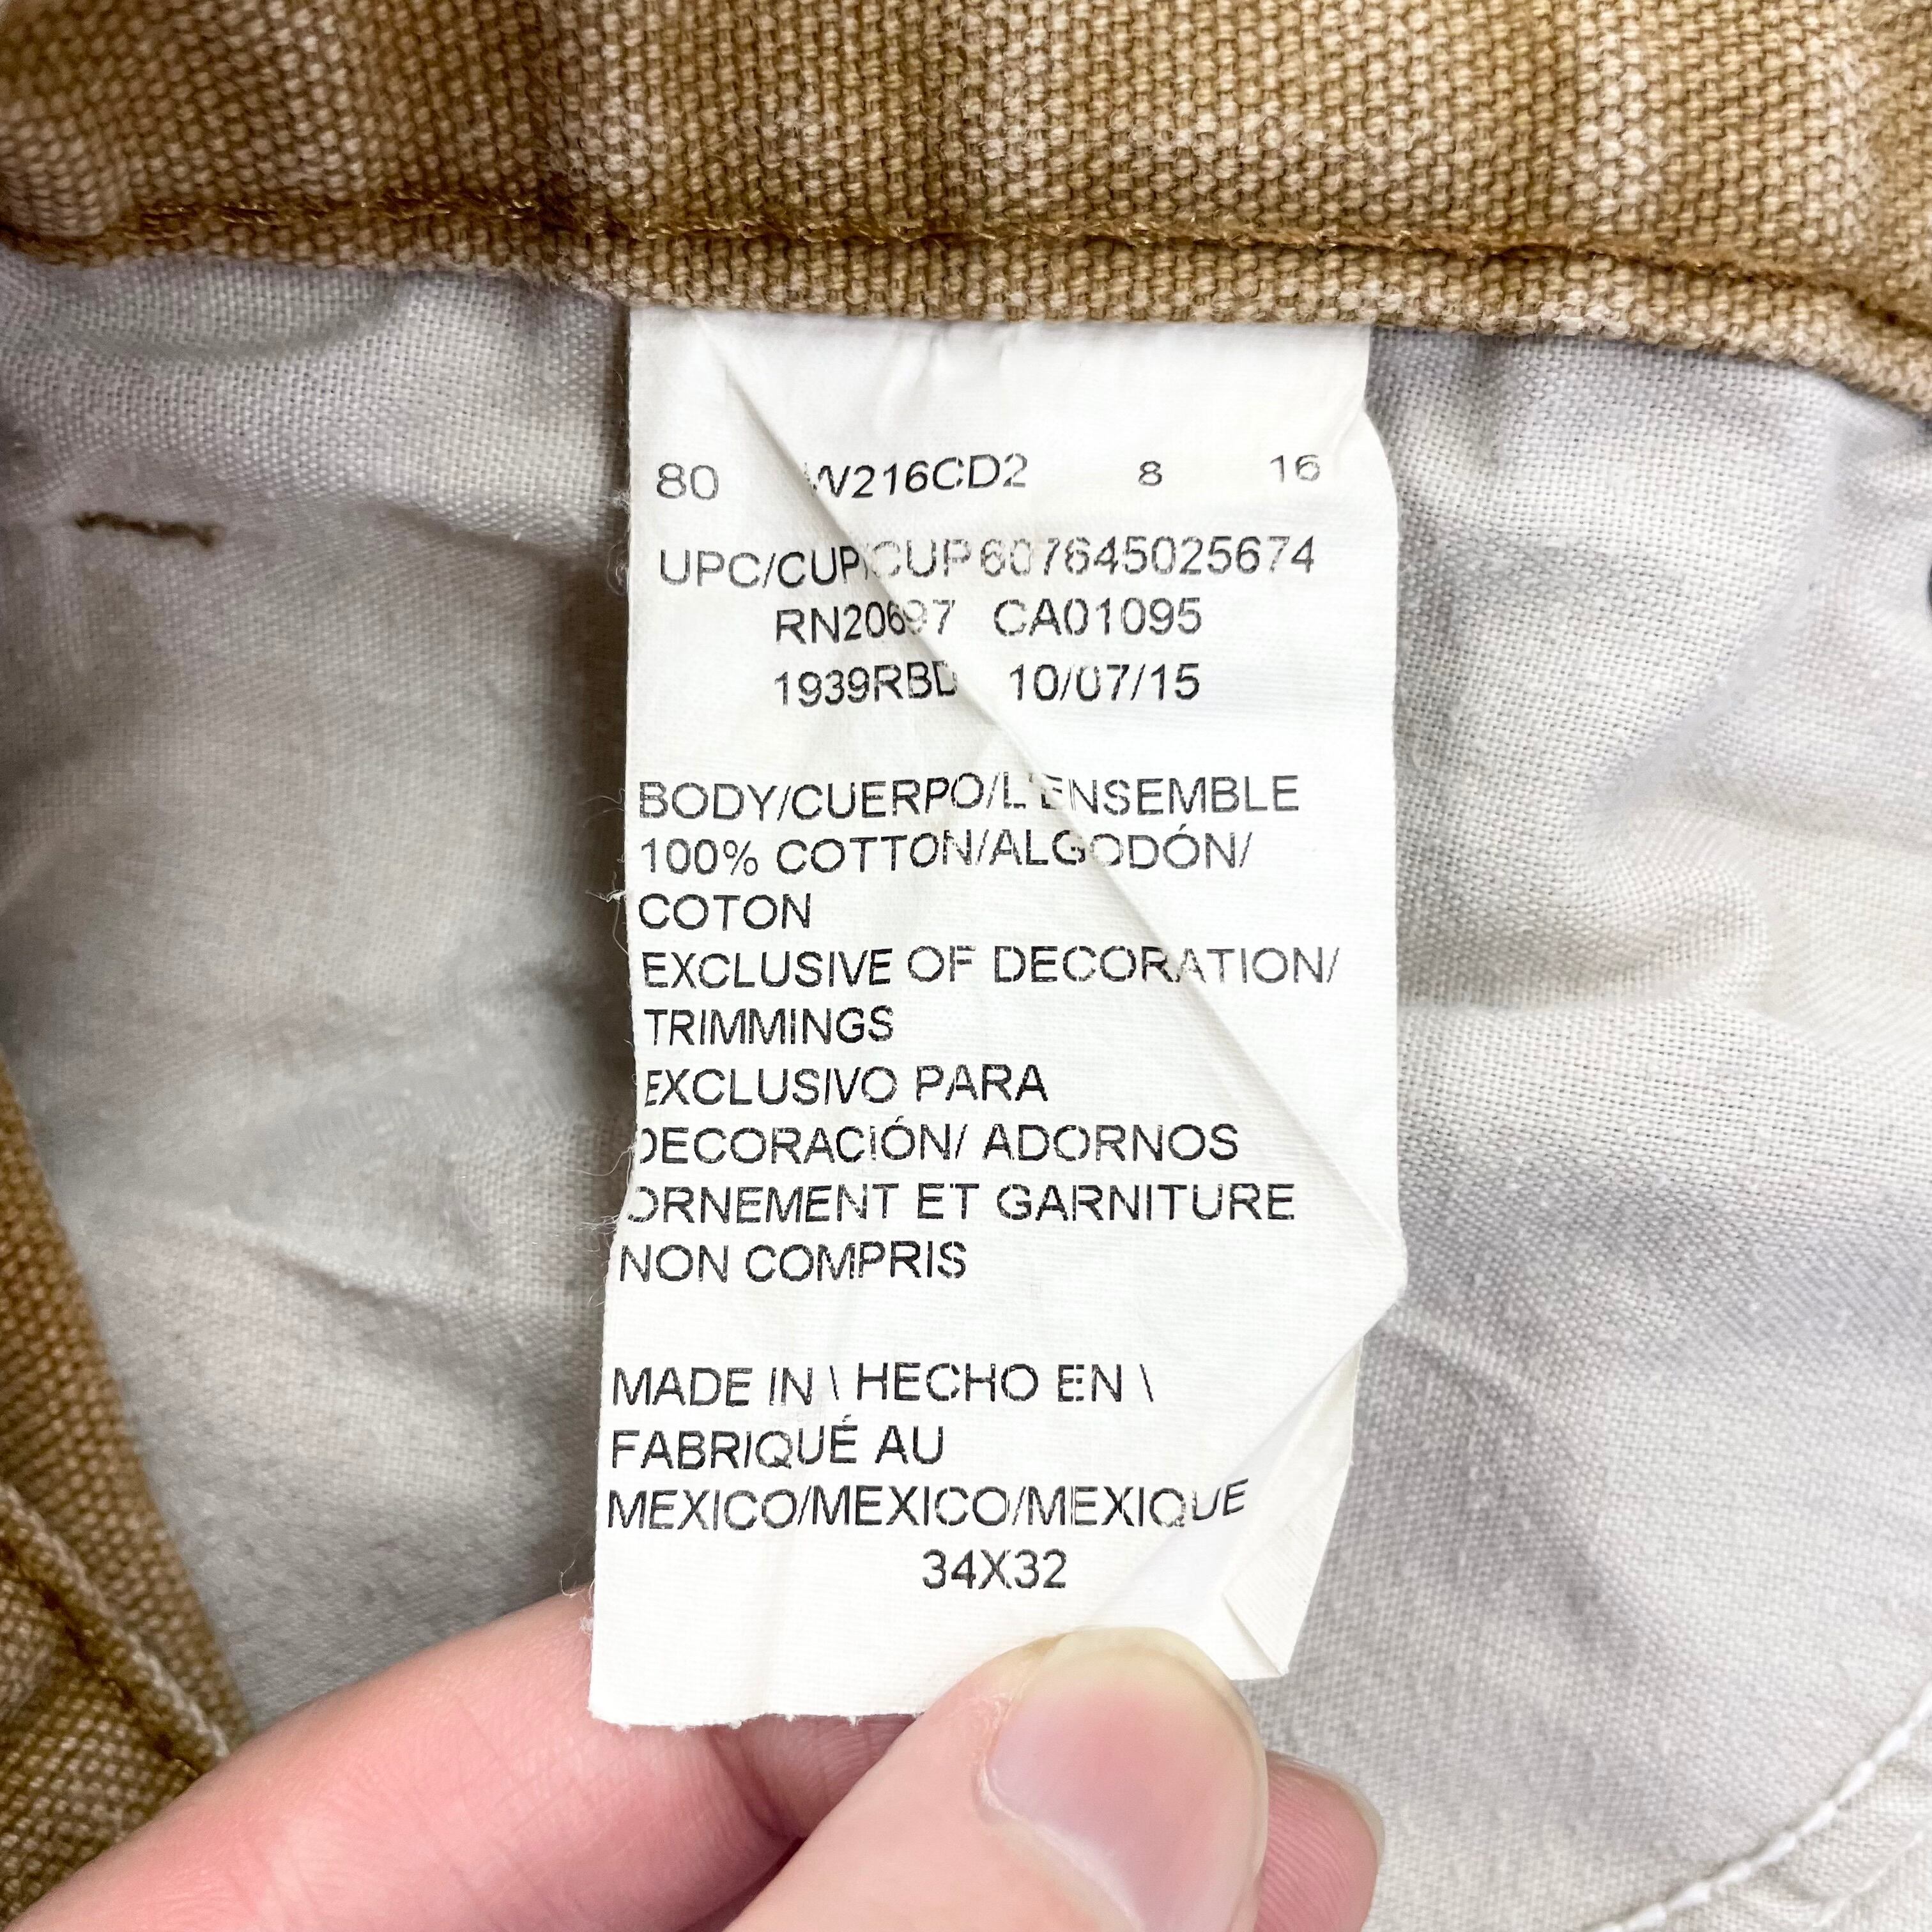 80 W216CD2 8 16
UPC/CUP/CUP 607645025674
RN20697 CA01095
1939RBD 10/07/15
BODY/CUERPO/L'ENSEMBLE
100% COTTON/ALGODÓN/
COTON
EXCLUSIVE OF DECORATION/
TRIMMINGS
EXCLUSIVO PARA
DECORACIÓN/ ADORNOS
ORNEMENT ET GARNITURE
NON COMPRIS
MADE IN \ HECHO EN \
FABRIQUÉ AU
MEXICO/MEXICO/MEXIQUE
34X32